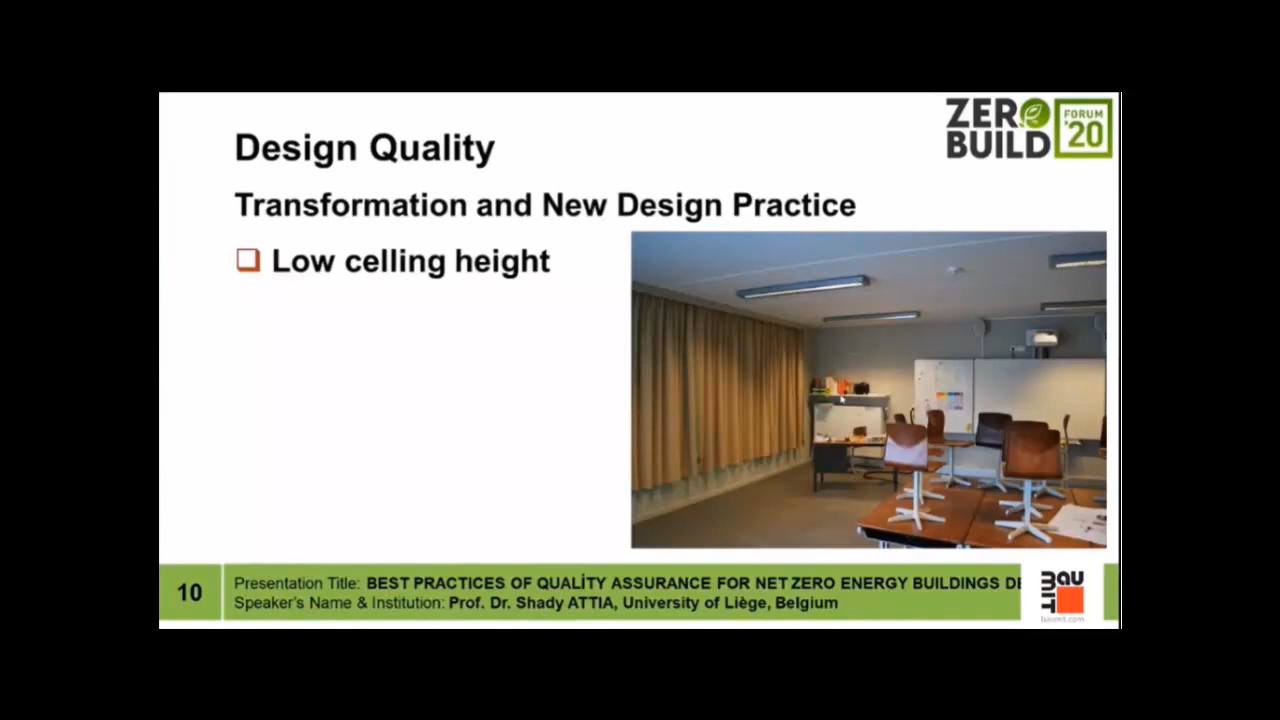 ZERO
BUILD
FORUM
'20
Design Quality
Transformation and New Design Practice
Low celling height
10
Presentation Title: BEST PRACTICES OF QUALİTY ASSURANCE FOR NET ZERO ENERGY BUILDINGS DE
Speaker's Name & Institution: Prof. Dr. Shady ATTIA, University of Liège, Belgium
bauMIT
baumit.com